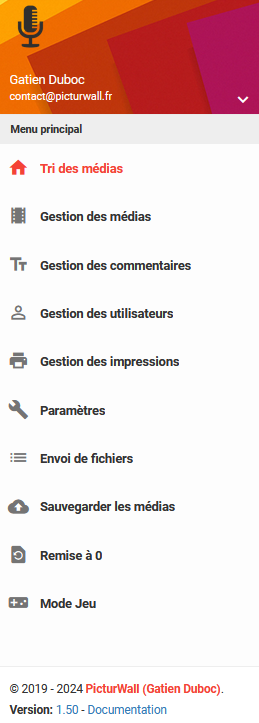 Gatien Duboc
contact@picturwall.fr
Menu principal
Tri des médias
Gestion des médias
Gestion des commentaires
Gestion des utilisateurs
Gestion des impressions
Paramètres
Envoi de fichiers
Sauvegarder les médias
Remise à 0
Mode Jeu
© 2019 - 2024 PicturWall (Gatien Duboc).
Version: 1.50 - Documentation